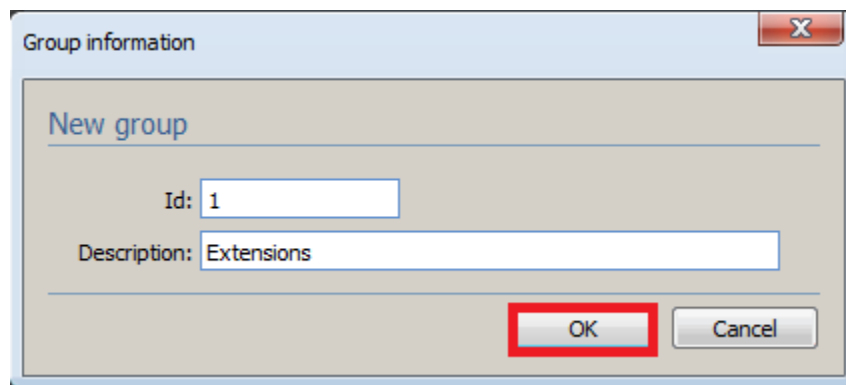 Group information
New group
Id: 1
Description: Extensions
OK Cancel